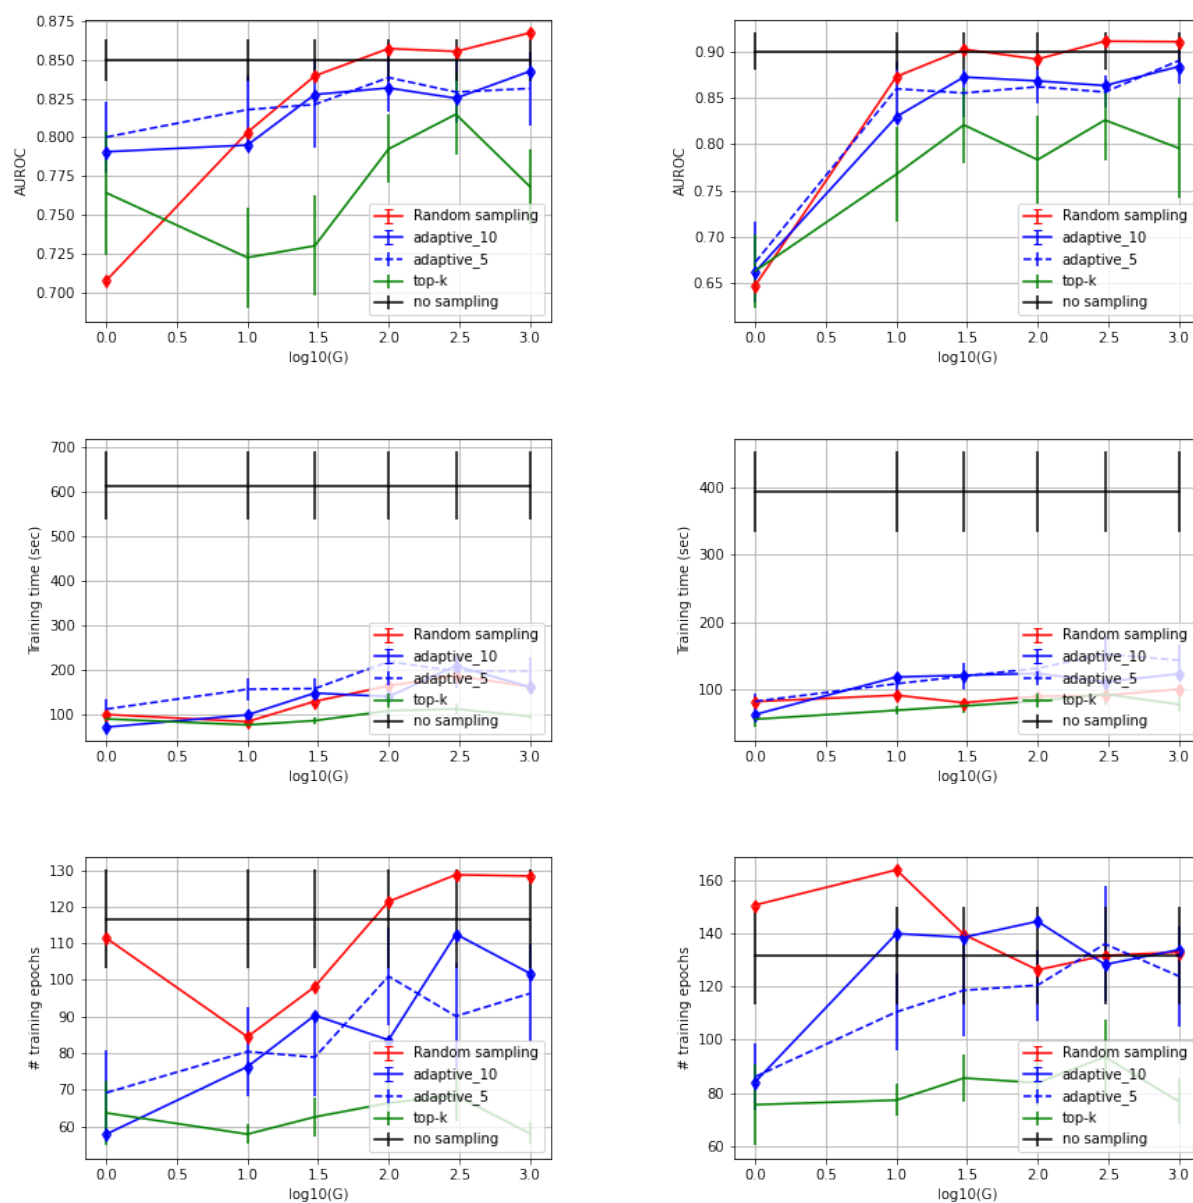 0.875
0.850
0.825
0.800
0.775
0.750
0.725
0.700
AUROC
Random sampling
adaptive_10
adaptive_5
top-k
no sampling
0.0 0.5 1.0 1.5 2.0 2.5 3.0
log10(G)
0.90
0.85
0.80
0.75
0.70
0.65
AUROC
Random sampling
adaptive_10
adaptive_5
top-k
no sampling
0.0 0.5 1.0 1.5 2.0 2.5 3.0
log10(G)
700
600
500
400
300
200
100
Training time (sec)
Random sampling
adaptive_10
adaptive_5
top-k
no sampling
0.0 0.5 1.0 1.5 2.0 2.5 3.0
log10(G)
400
300
200
100
Training time (sec)
Random sampling
adaptive_10
adaptive_5
top-k
no sampling
0.0 0.5 1.0 1.5 2.0 2.5 3.0
log10(G)
130
120
110
100
90
80
70
60
# training epochs
Random sampling
adaptive_10
adaptive_5
top-k
no sampling
0.0 0.5 1.0 1.5 2.0 2.5 3.0
log10(G)
160
140
120
100
80
60
# training epochs
Random sampling
adaptive_10
adaptive_5
top-k
no sampling
0.0 0.5 1.0 1.5 2.0 2.5 3.0
log10(G)